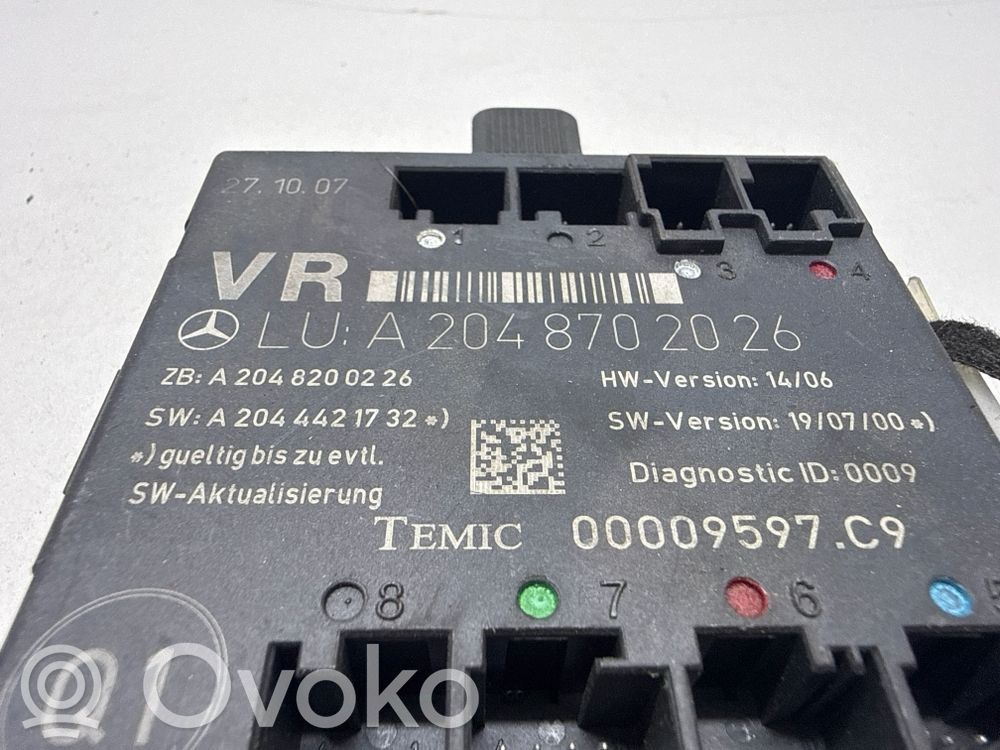 27.10.07
1 2
3 4
VR
LU: A 204 870 20 26
ZB: A 204 820 02 26
HW-Version: 14/06
SW: A 204 442 17 32 *)
SW-Version: 19/07/00 *)
*) gueltig bis zu evtl.
Diagnostic ID: 0009
SW-Aktualisierung
TEMIC 00009597.C9
8 7 6 5
Ovoko